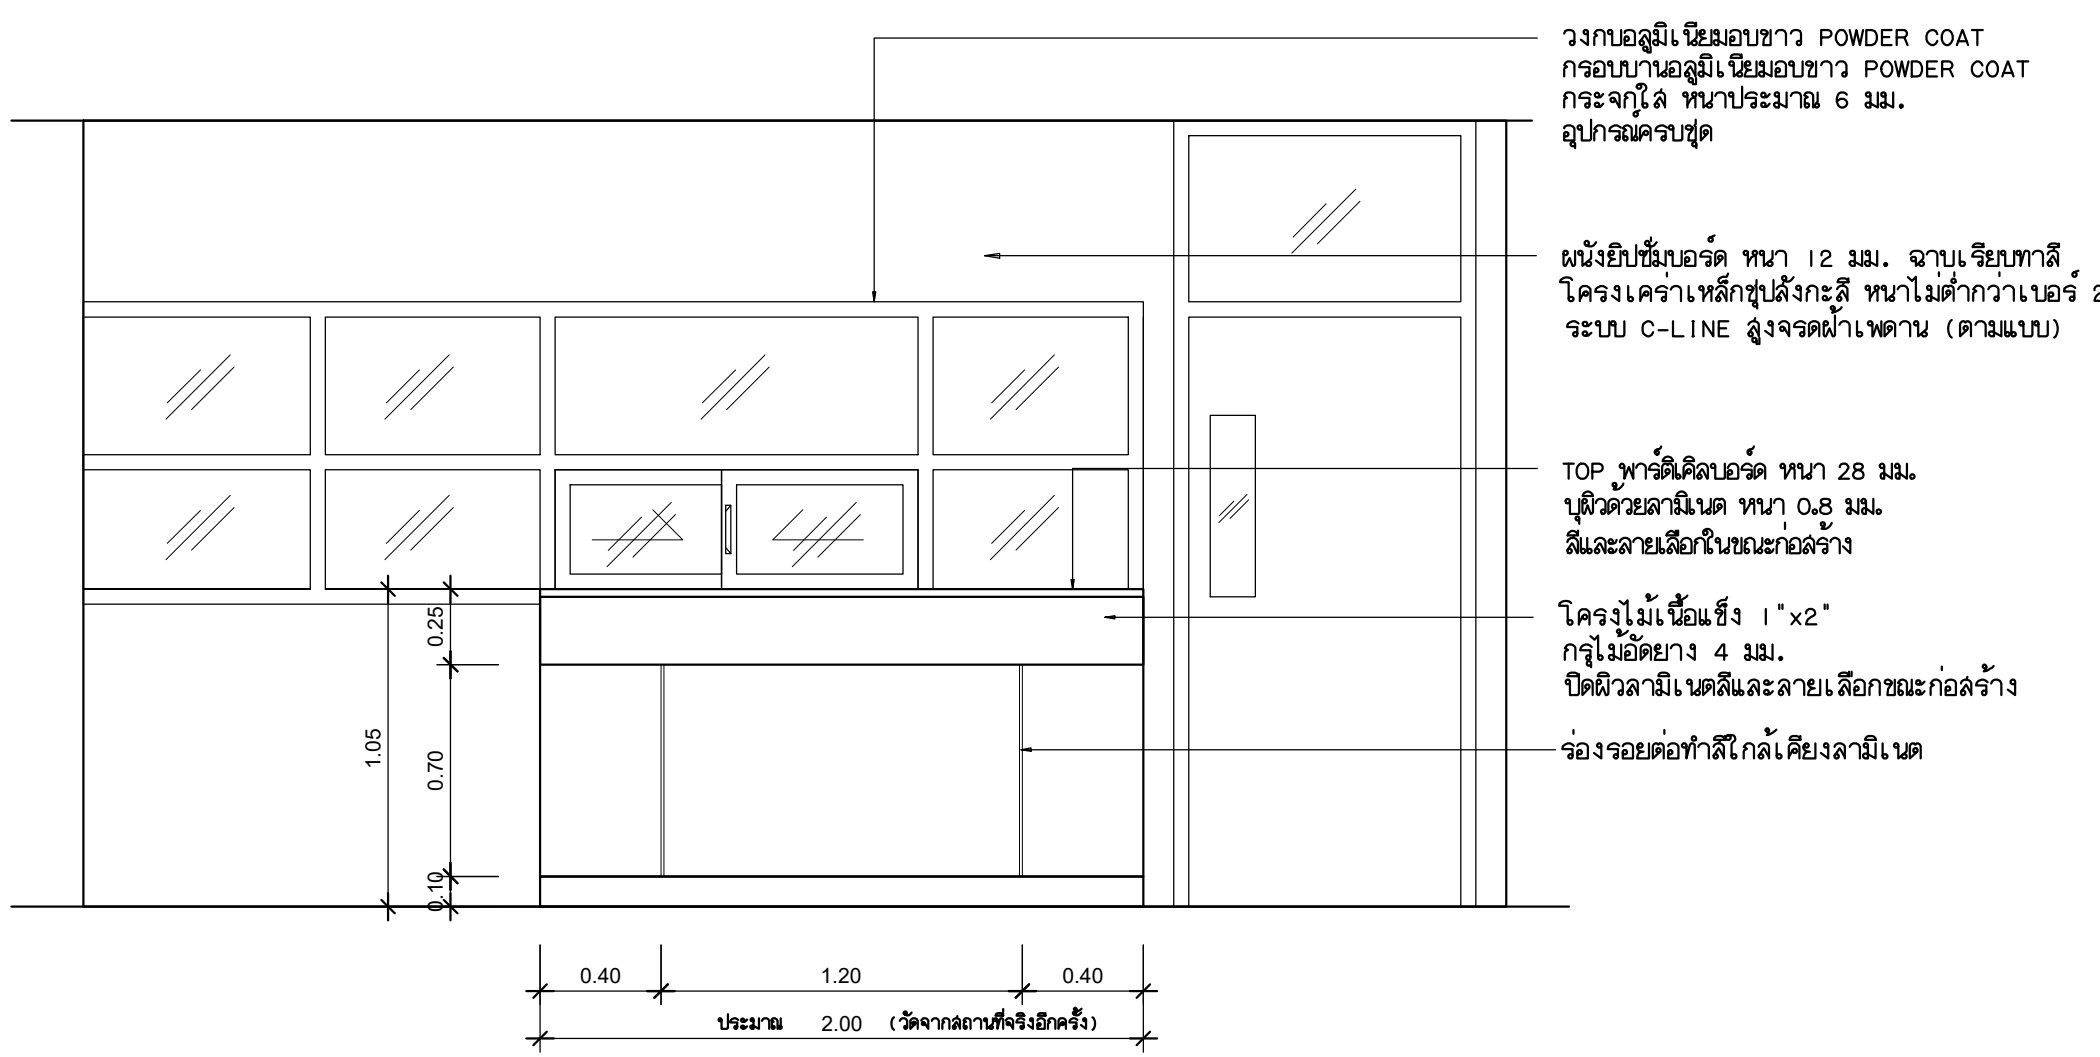 วงกบอลูมิเนียมอบขาว POWDER COAT
กรอบบานอลูมิเนียมอบขาว POWDER COAT
กระจกใส หนาประมาณ 6 มม.
อุปกรณ์ครบชุด
ผนังยิปซั่มบอร์ด หนา 12 มม. ฉาบเรียบทาสี
โครงเคร่าเหล็กชุปสังกะสี หนาไม่ต่ำกว่าเบอร์ 2
ระบบ C-LINE สูงจรดฝ้าเพดาน (ตามแบบ)
TOP พาร์ติเคิลบอร์ด หนา 28 มม.
บุผิวด้วยลามิเนต หนา 0.8 มม.
สีและลายเลือกในขณะก่อสร้าง
โครงไม้เนื้อแข็ง 1"x2"
กรุไม้อัดยาง 4 มม.
ปิดผิวลามิเนตสีและลายเลือกขณะก่อสร้าง
ร่องรอยต่อทำสีใกล้เคียงลามิเนต
0.25
1.05
0.70
0.10
0.40 1.20 0.40
ประมาณ 2.00 (วัดจากสถานที่จริงอีกครั้ง)